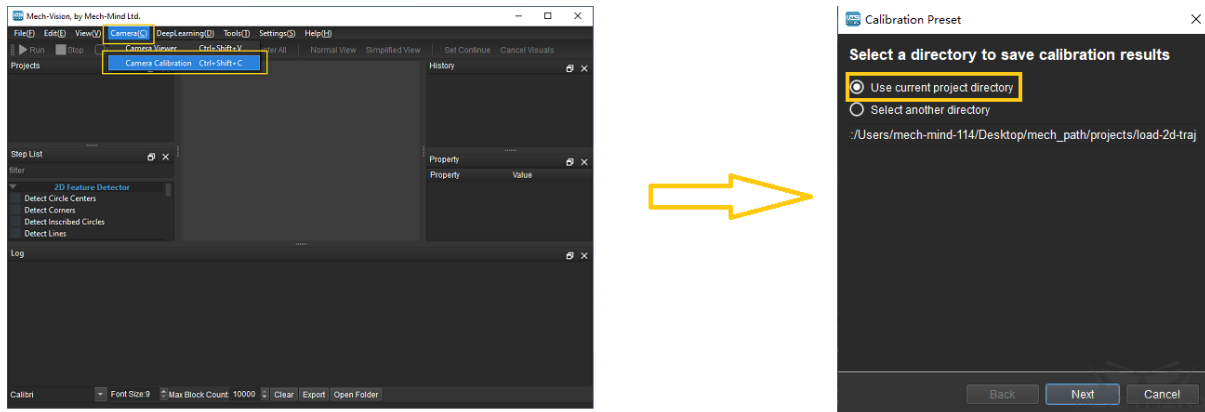 Mech-Vision, by Mech-Mind Ltd.
File(F) Edit(E) View(V) Camera(C) DeepLearning(D) Tools(T) Settings(S) Help(H)
Run Stop Camera Viewer Ctrl+Shift+V All Normal View Simplified View Set Continue Cancel Visuals
Camera Calibration Ctrl+Shift+C
Projects
History
Step List
filter
2D Feature Detector
Detect Circle Centers
Detect Corners
Detect Inscribed Circles
Detect Lines
Property
Property Value
Log
Calibri Font Size:9 Max Block Count: 10000 Clear Export Open Folder
Calibration Preset
Select a directory to save calibration results
Use current project directory
Select another directory
:/Users/mech-mind-114/Desktop/mech_path/projects/load-2d-traj
Back Next Cancel